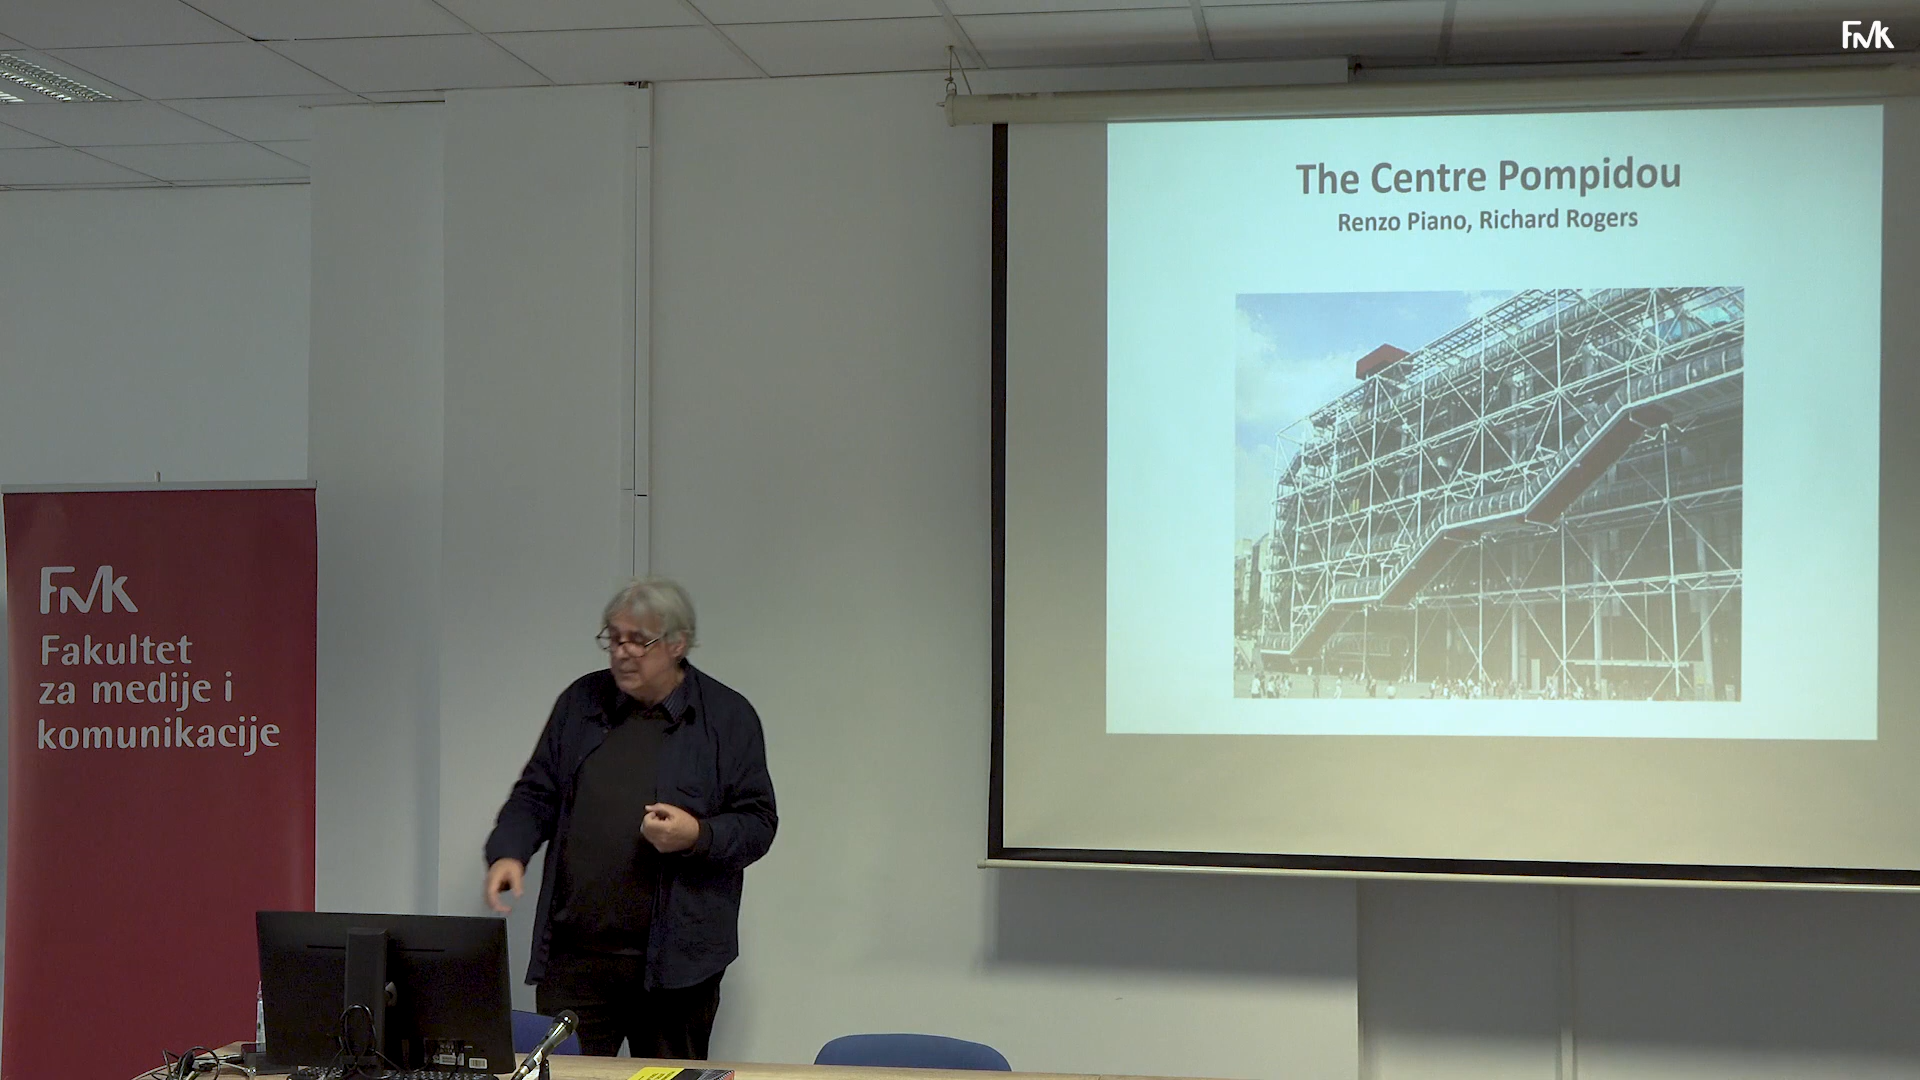 FMK
The Centre Pompidou
Renzo Piano, Richard Rogers
FMK
Fakultet
za medije i
komunikacije